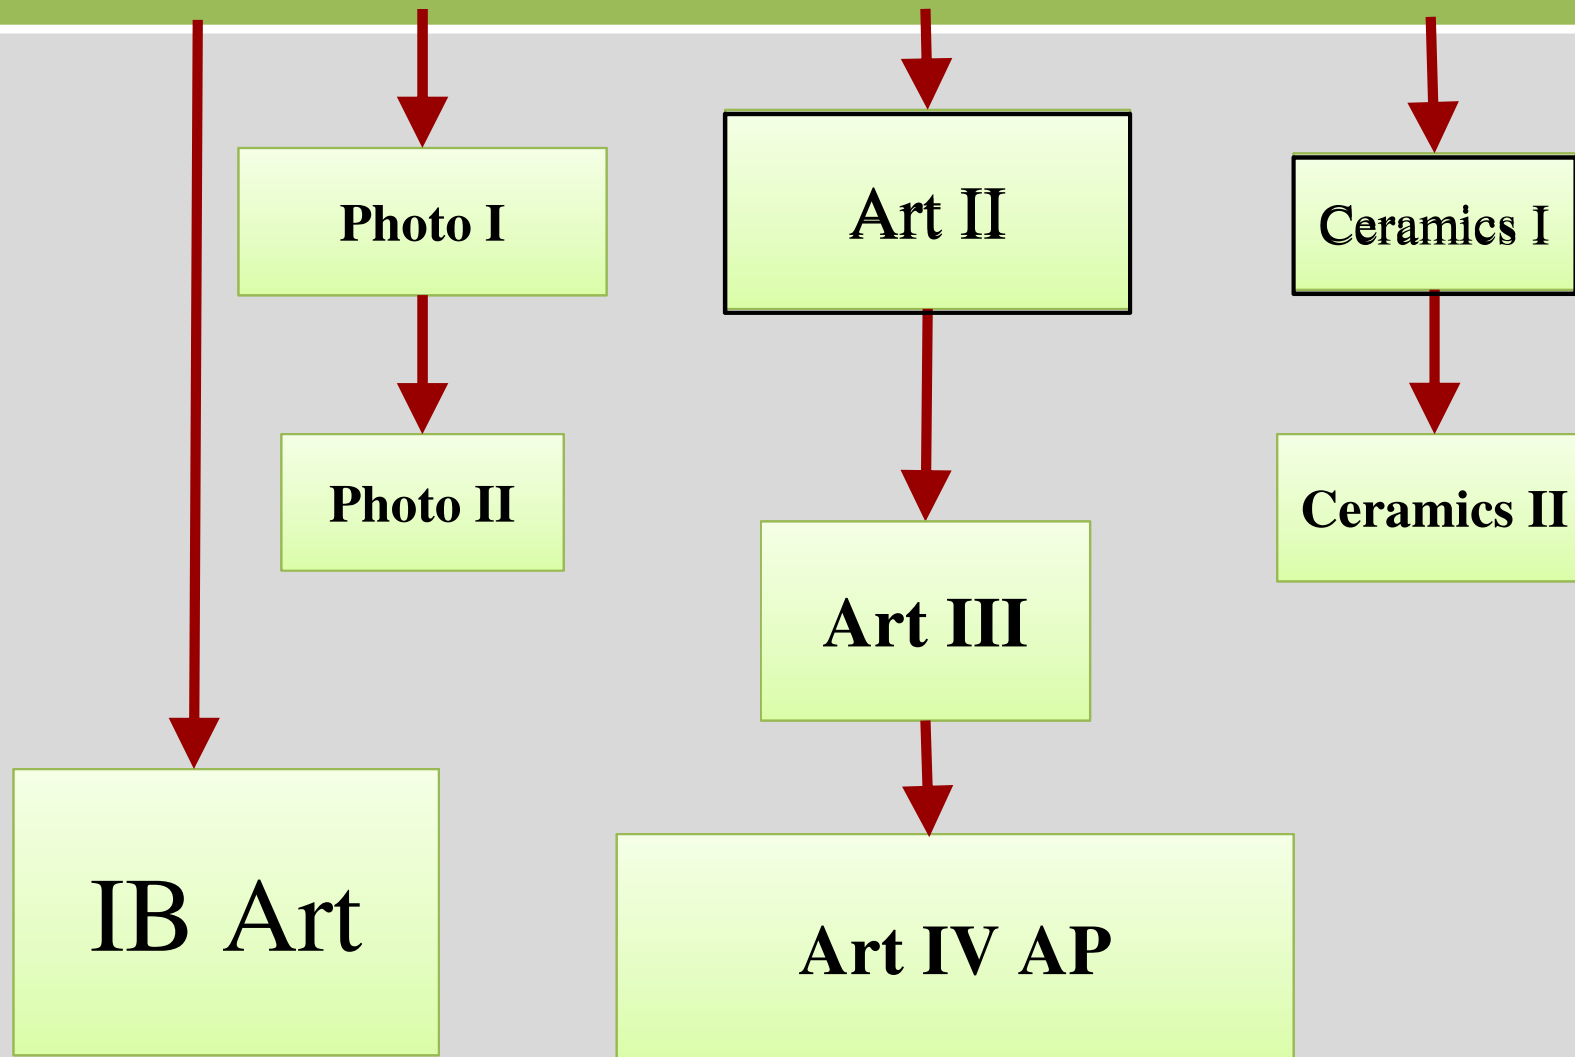 Photo I
Art II
Ceramics I
Photo II
Ceramics II
Art III
IB Art
Art IV AP